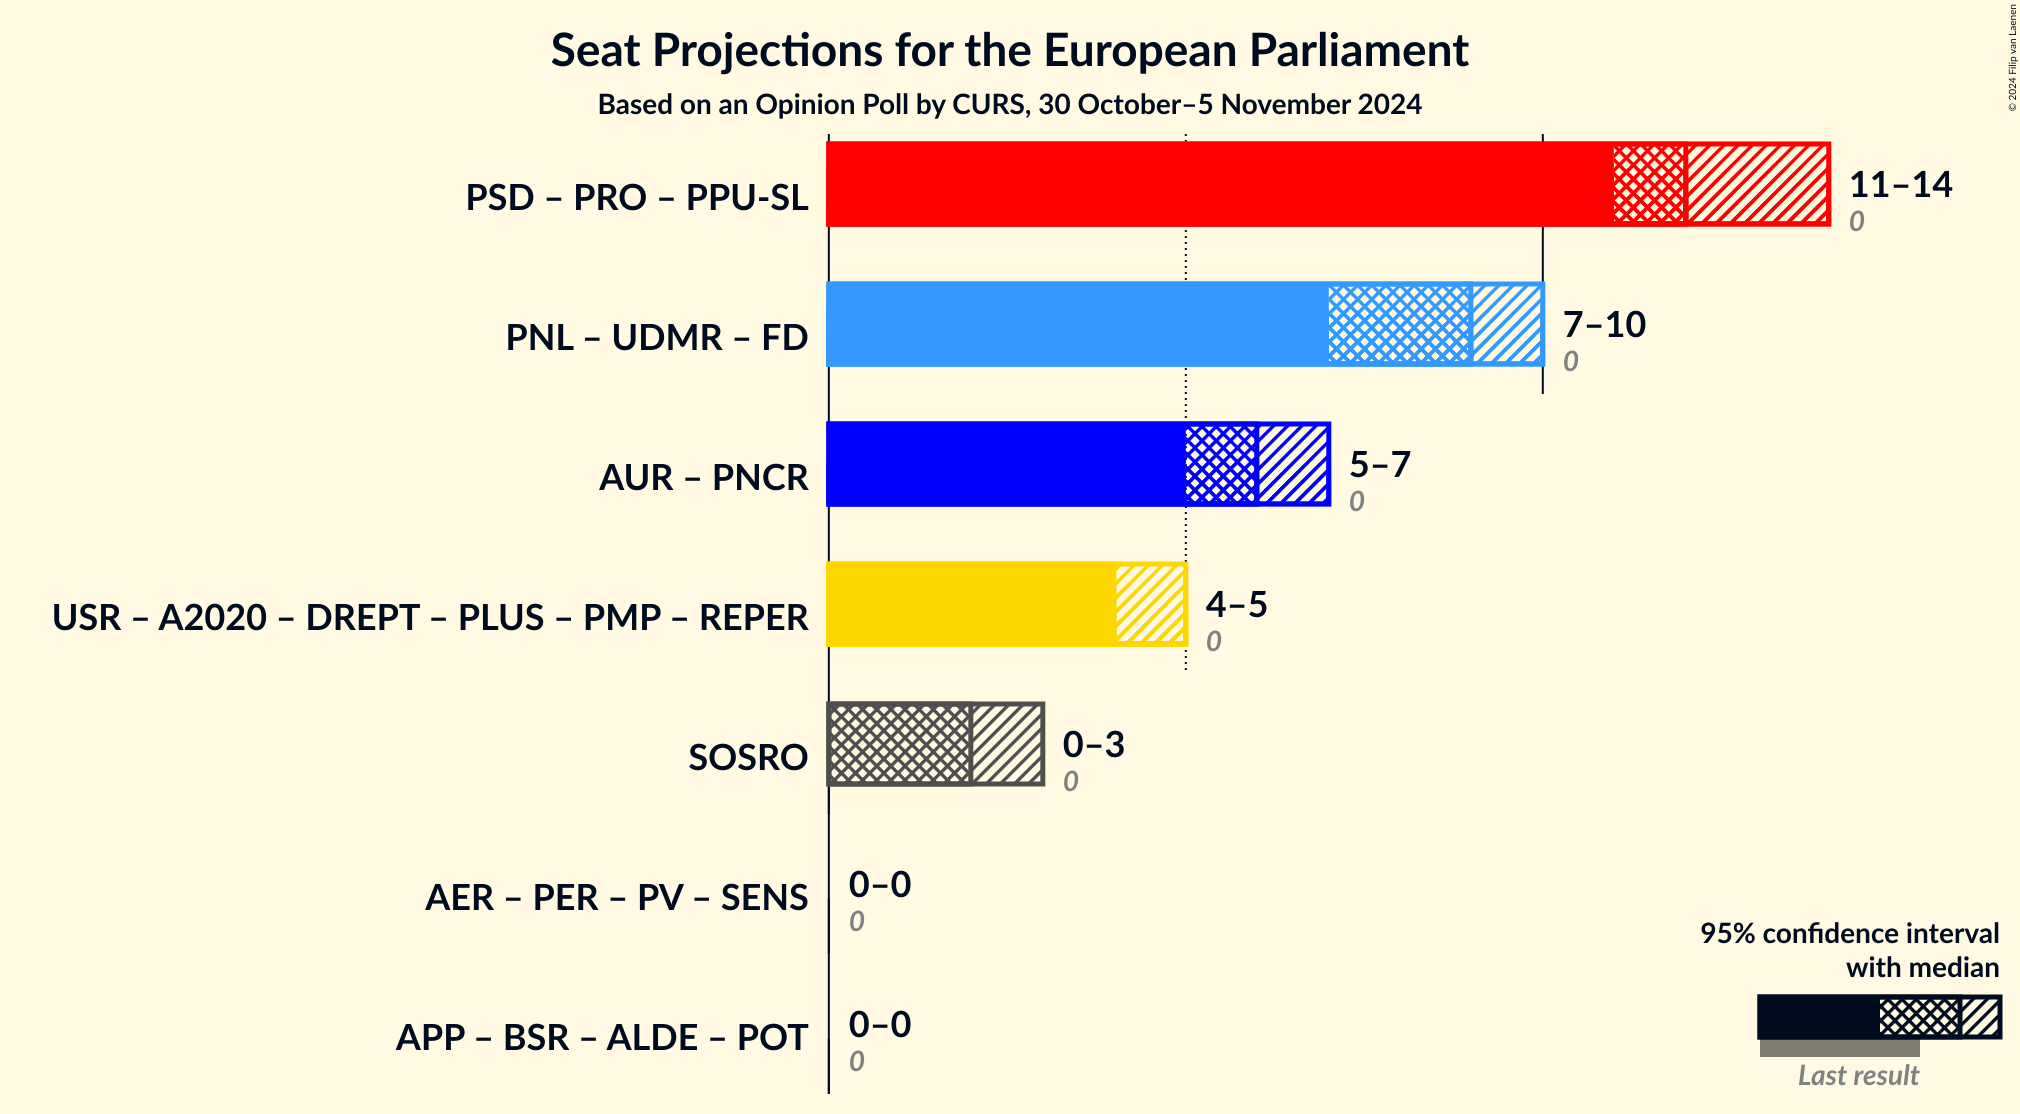 Seat Projections for the European Parliament
Based on an Opinion Poll by CURS, 30 October–5 November 2024
© 2024 Filip van Laenen
PSD – PRO – PPU-SL
11–14
0
PNL – UDMR – FD
7–10
0
AUR – PNCR
5–7
0
USR – A2020 – DREPT – PLUS – PMP – REPER
4–5
0
SOSRO
0–3
0
AER – PER – PV – SENS
0–0
0
APP – BSR – ALDE – POT
0–0
0
95% confidence interval
with median
Last result